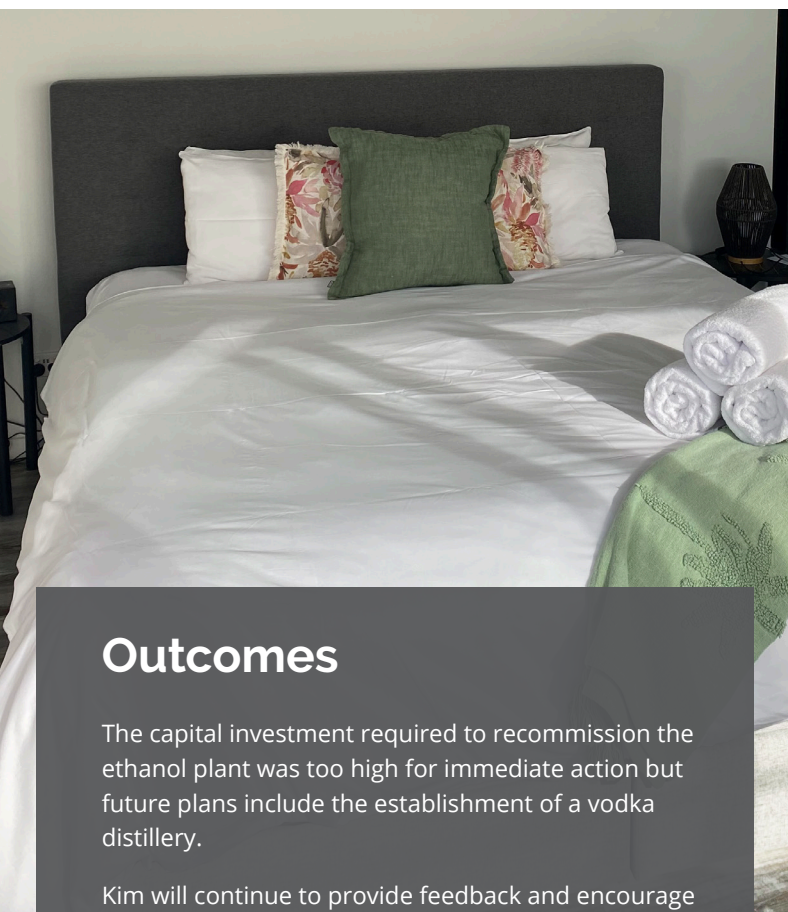 Outcomes
The capital investment required to recommission the
ethanol plant was too high for immediate action but
future plans include the establishment of a vodka
distillery.
Kim will continue to provide feedback and encourage